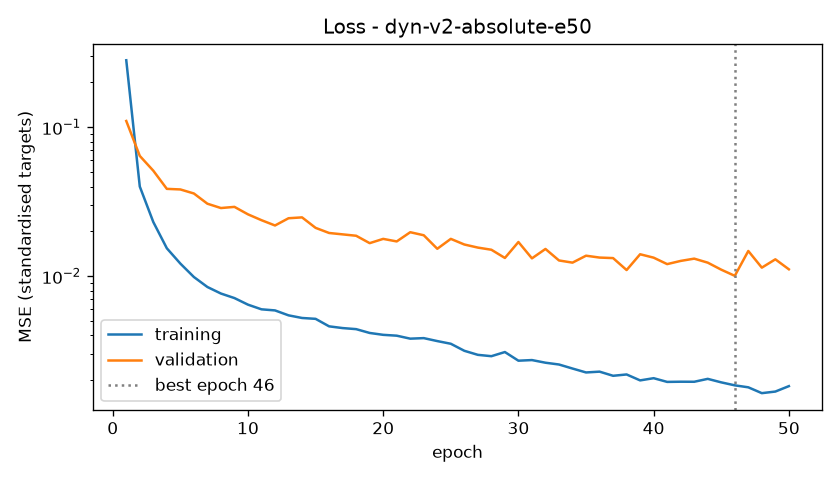 Loss - dyn-v2-absolute-e50
MSE (standardised targets)
10⁻¹
10⁻²
training
validation
best epoch 46
0 10 20 30 40 50
epoch